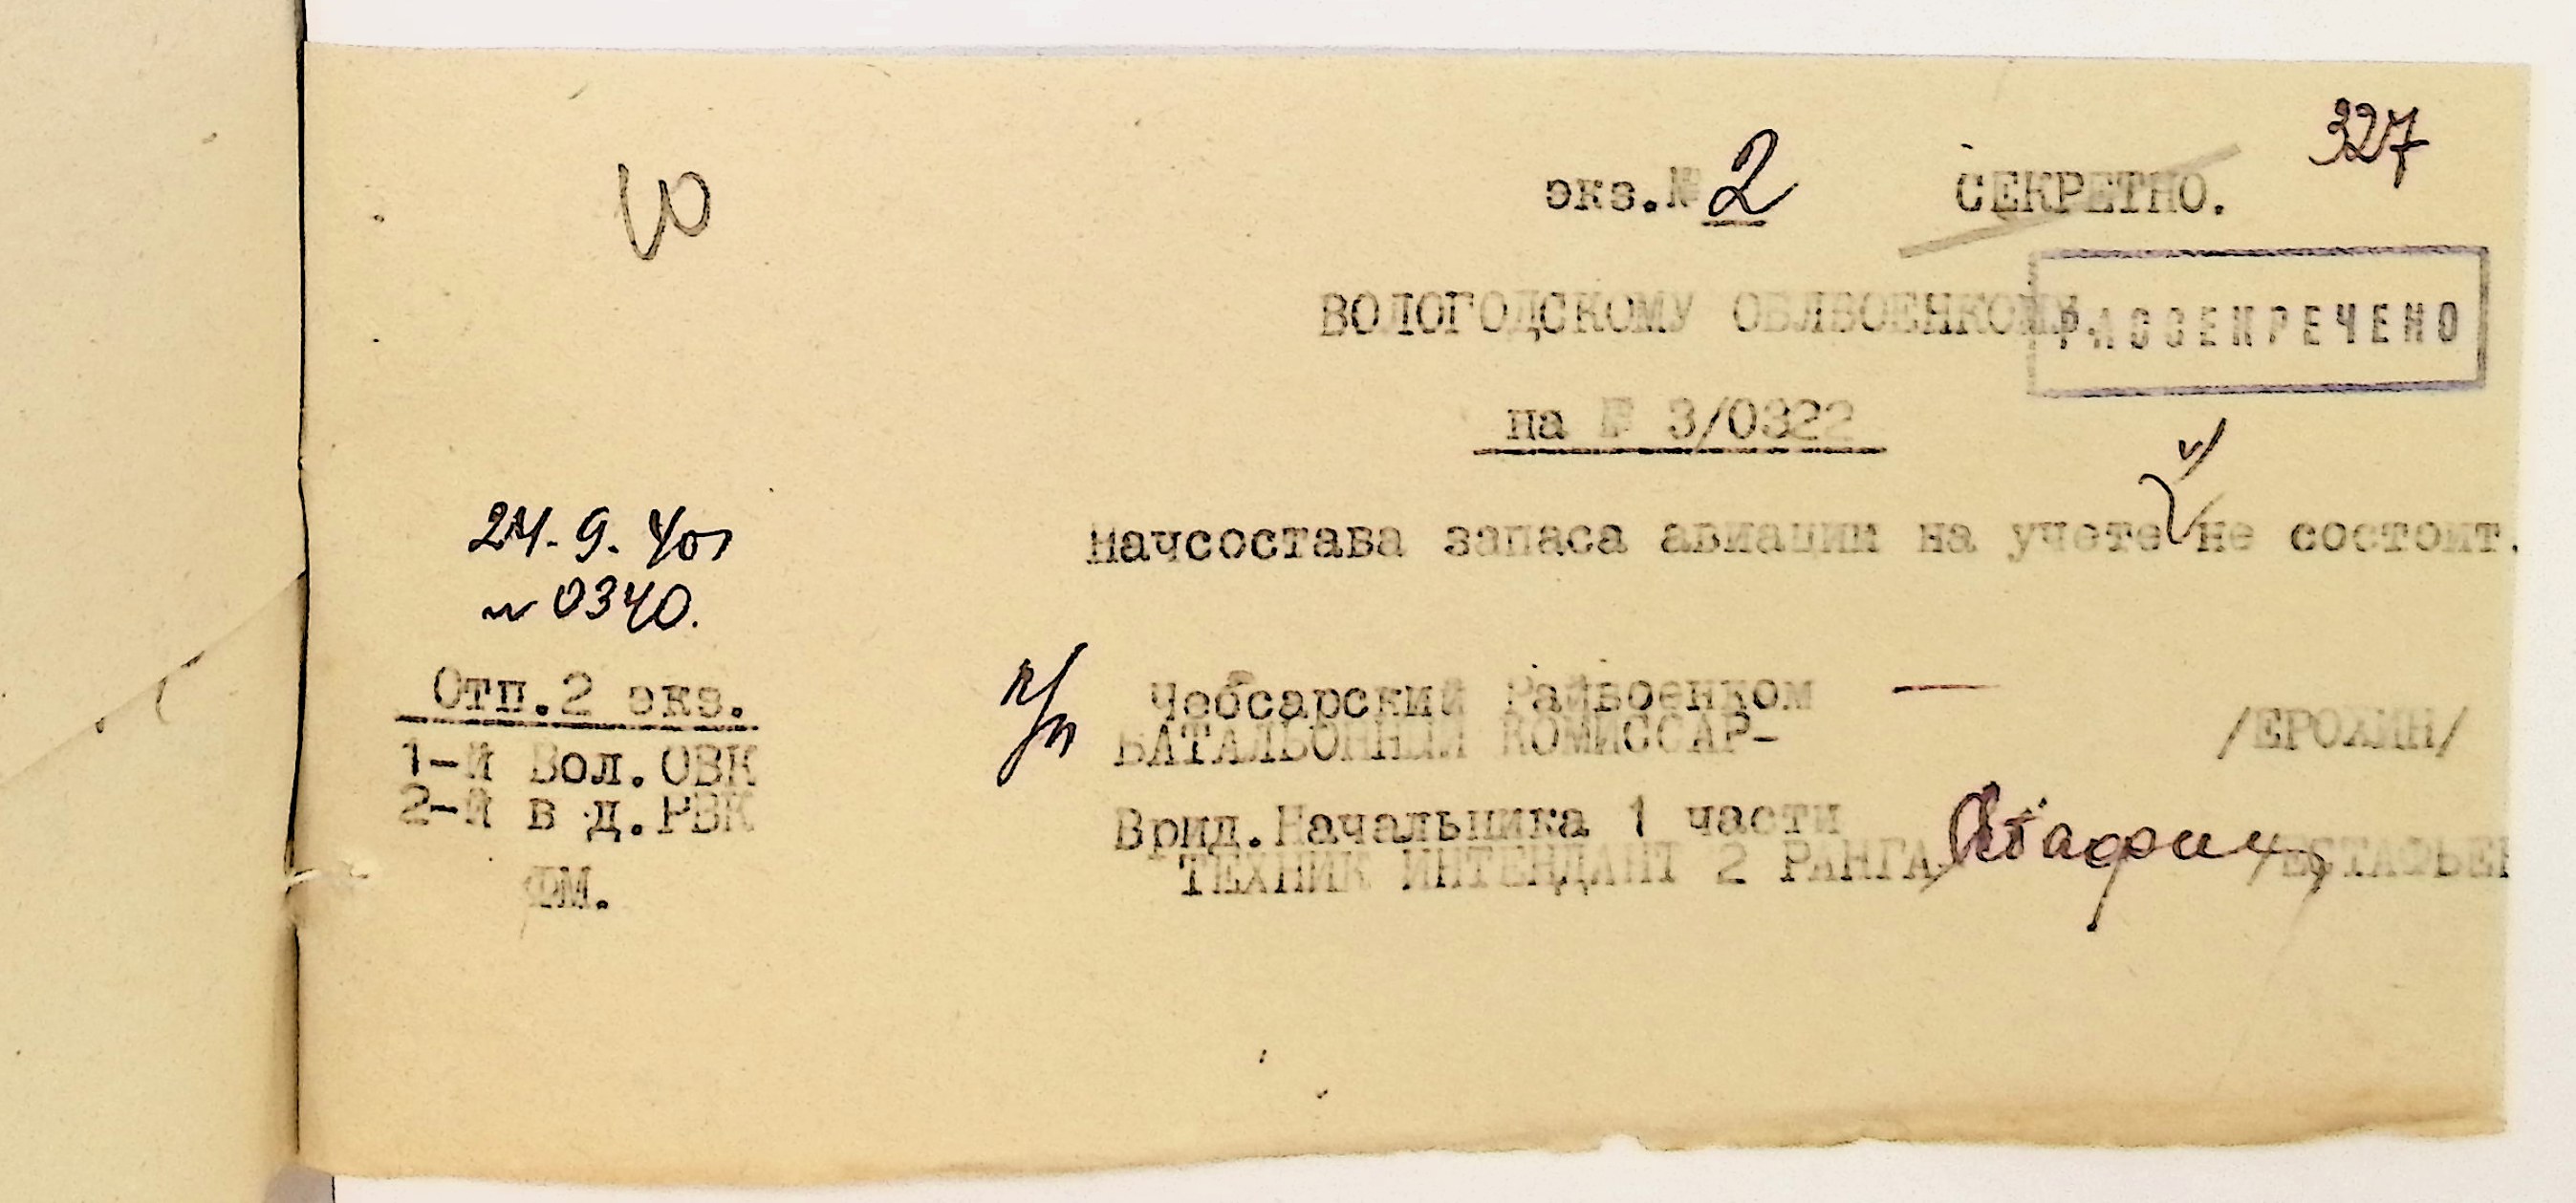 327
экз.№ 2 СЕКРЕТНО.
ВОЛОГОДСКОМУ ОБЛВОЕНКОМУ.
РАССЕКРЕЧЕНО
на № 3/0322
24-9-40г
№ 0340.
Начсостава запаса авиации на учете не состоит.
Отп.2 экз.
1-й Вол.ОВК
2-й в д.РВК
ФМ.
п/п Чебсарский Райвоенком
БАТАЛЬОННЫЙ КОМИССАР- /ЕРОХИН/
Врид.Начальника 1 части
ТЕХНИК ИНТЕНДАНТ 2 РАНГА